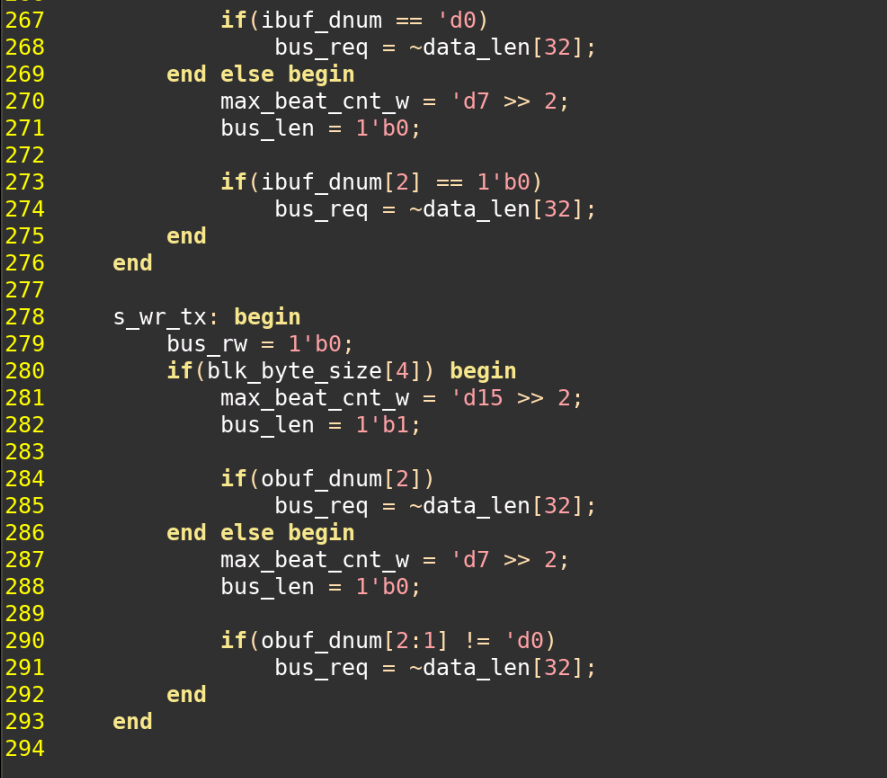 267             if(ibuf_dnum == 'd0)
268                 bus_req = ~data_len[32];
269         end else begin
270             max_beat_cnt_w = 'd7 >> 2;
271             bus_len = 1'b0;
272
273             if(ibuf_dnum[2] == 1'b0)
274                 bus_req = ~data_len[32];
275         end
276     end
277
278     s_wr_tx: begin
279         bus_rw = 1'b0;
280         if(blk_byte_size[4]) begin
281             max_beat_cnt_w = 'd15 >> 2;
282             bus_len = 1'b1;
283
284             if(obuf_dnum[2])
285                 bus_req = ~data_len[32];
286         end else begin
287             max_beat_cnt_w = 'd7 >> 2;
288             bus_len = 1'b0;
289
290             if(obuf_dnum[2:1] != 'd0)
291                 bus_req = ~data_len[32];
292         end
293     end
294